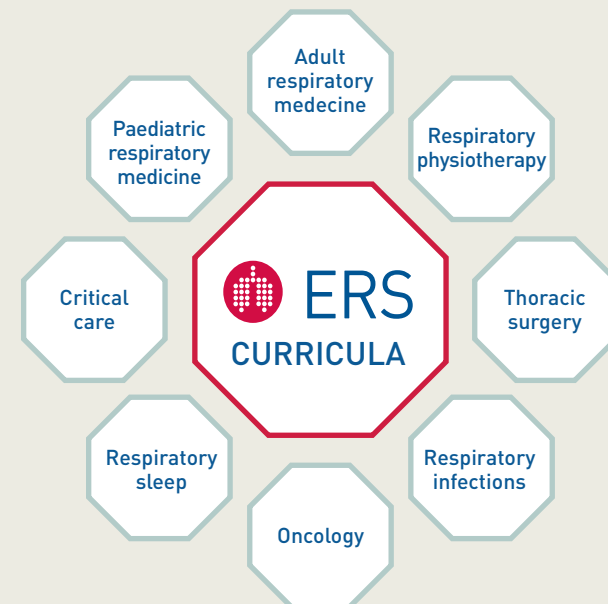 Adult
respiratory
medecine
Respiratory
physiotherapy
Thoracic
surgery
Respiratory
infections
Oncology
Respiratory
sleep
Critical
care
Paediatric
respiratory
medicine
ERS
CURRICULA